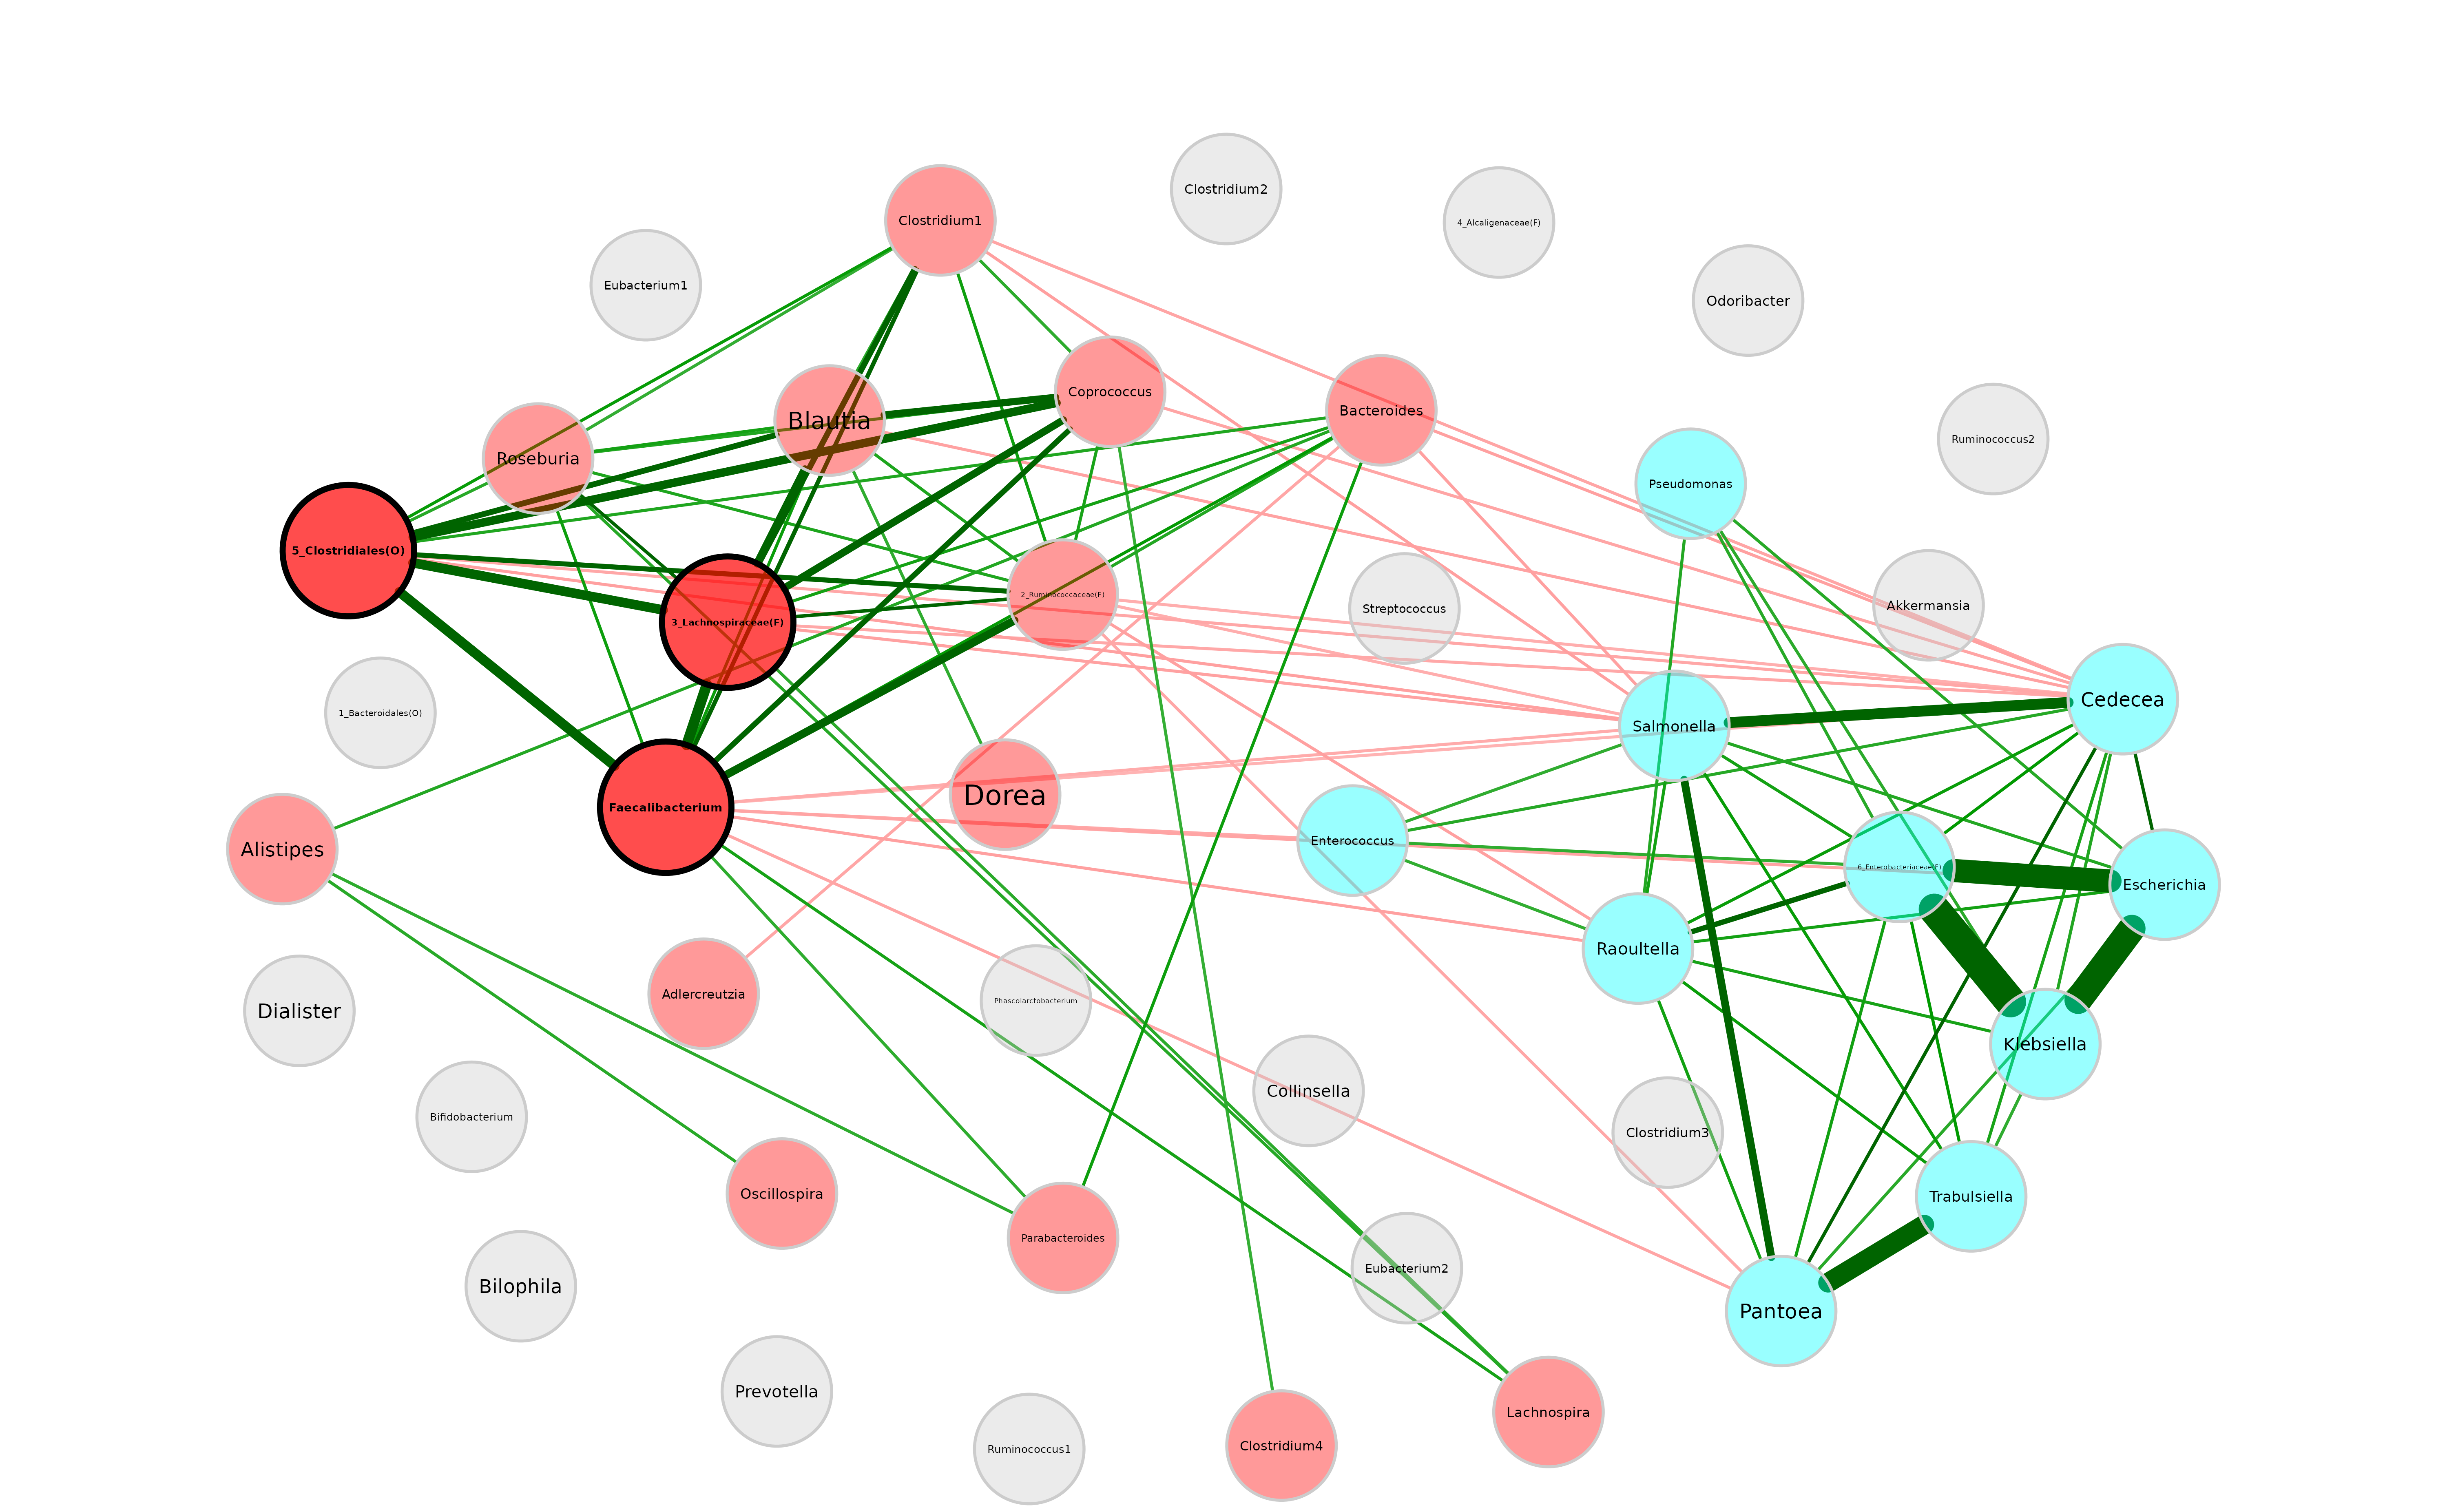 Clostridium2
Clostridium1
4_Alcaligenaceae(F)
Eubacterium1
Odoribacter
Coprococcus
Bacteroides
Blautia
Ruminococcus2
Roseburia
Pseudomonas
5_Clostridiales(O)
2_Ruminococcaceae(F)
Streptococcus
Akkermansia
3_Lachnospiraceae(F)
Cedecea
1_Bacteroidales(O)
Salmonella
Dorea
Faecalibacterium
Enterococcus
Alistipes
6_Enterobacteriaceae(F)
Escherichia
Raoultella
Adlercreutzia
Phascolarctobacterium
Dialister
Klebsiella
Collinsella
Bifidobacterium
Clostridium3
Oscillospira
Trabulsiella
Parabacteroides
Eubacterium2
Bilophila
Pantoea
Prevotella
Lachnospira
Clostridium4
Ruminococcus1